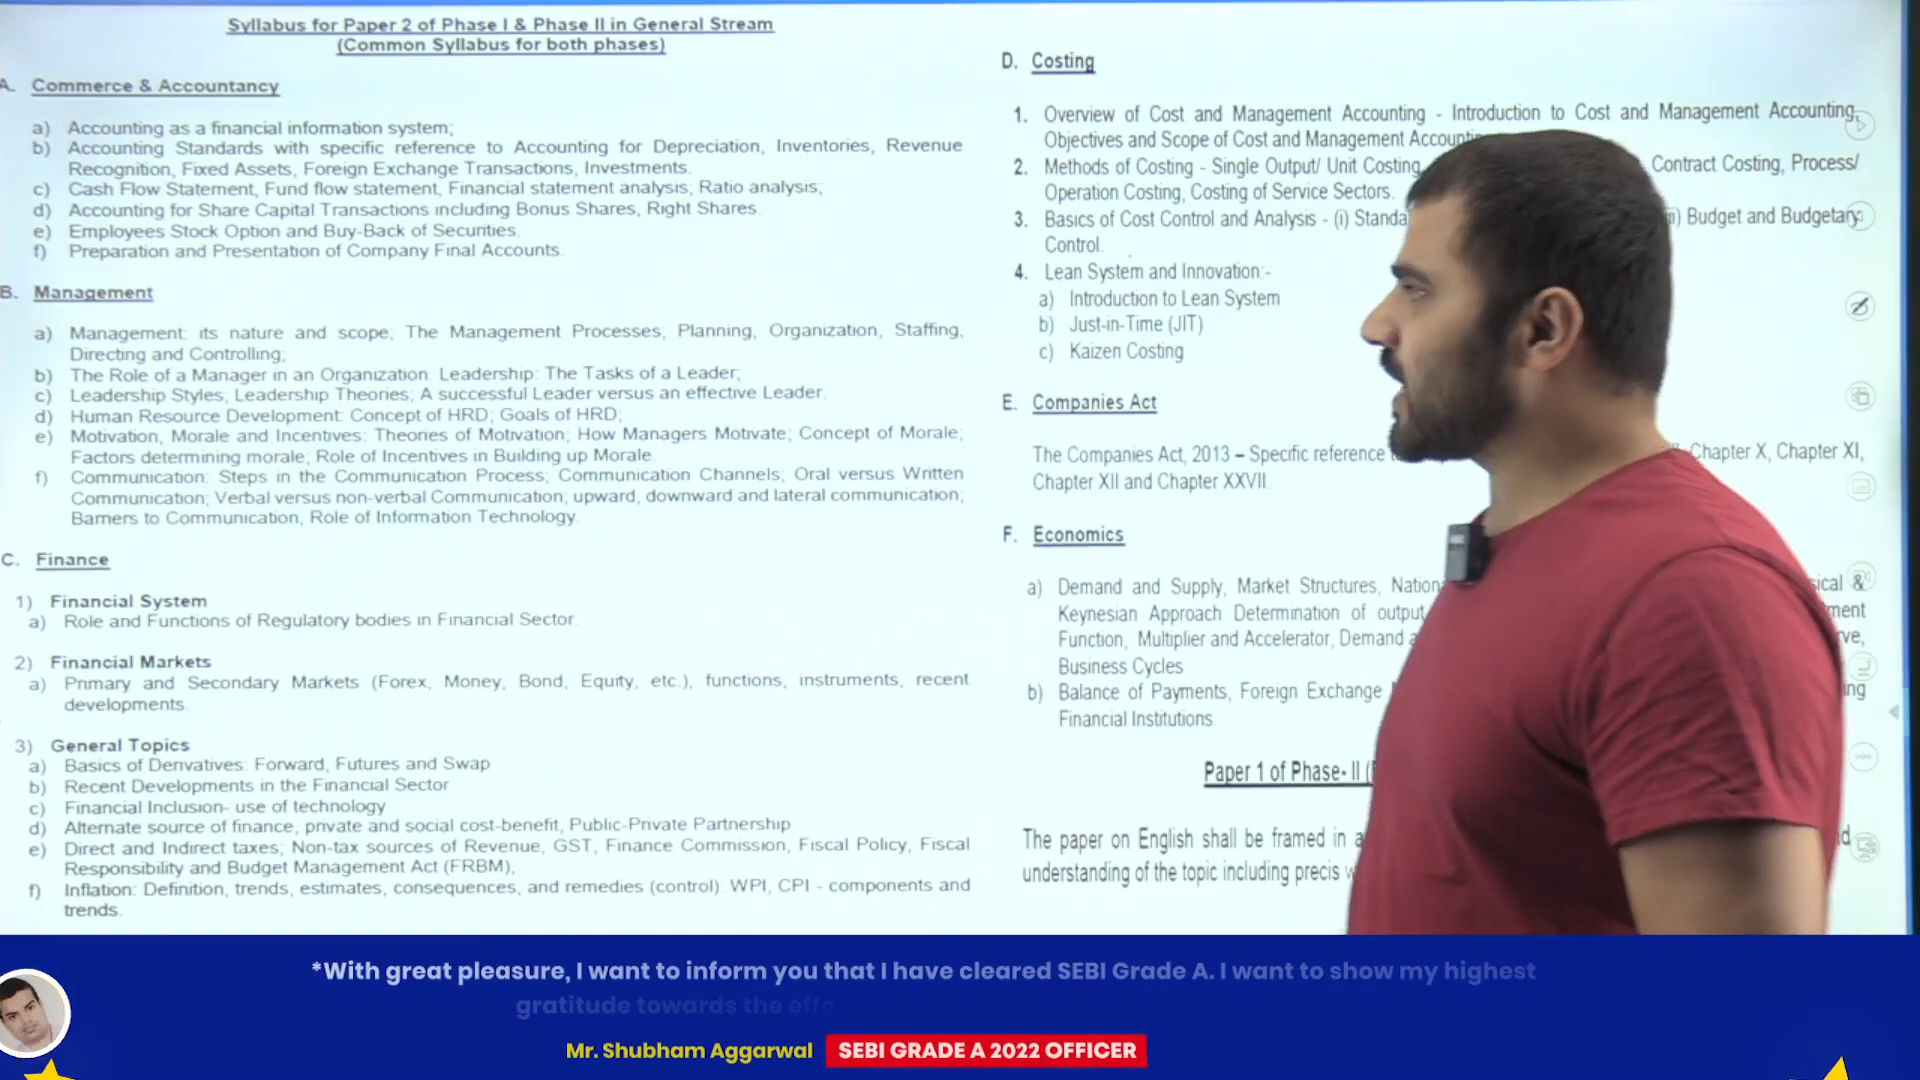 Syllabus for Paper 2 of Phase I & Phase II in General Stream
(Common Syllabus for both phases)
A. Commerce & Accountancy
a) Accounting as a financial information system;
b) Accounting Standards with specific reference to Accounting for Depreciation, Inventories, Revenue
Recognition, Fixed Assets, Foreign Exchange Transactions, Investments.
c) Cash Flow Statement, Fund flow statement, Financial statement analysis; Ratio analysis;
d) Accounting for Share Capital Transactions including Bonus Shares, Right Shares.
e) Employees Stock Option and Buy-Back of Securities.
f) Preparation and Presentation of Company Final Accounts.
B. Management
a) Management: its nature and scope; The Management Processes; Planning, Organization, Staffing,
Directing and Controlling;
b) The Role of a Manager in an Organization. Leadership: The Tasks of a Leader;
c) Leadership Styles; Leadership Theories; A successful Leader versus an effective Leader.
d) Human Resource Development: Concept of HRD; Goals of HRD;
e) Motivation, Morale and Incentives: Theories of Motivation; How Managers Motivate; Concept of Morale;
Factors determining morale; Role of Incentives in Building up Morale.
f) Communication: Steps in the Communication Process; Communication Channels; Oral versus Written
Communication; Verbal versus non-verbal Communication; upward, downward and lateral communication;
Barriers to Communication, Role of Information Technology.
C. Finance
1) Financial System
a) Role and Functions of Regulatory bodies in Financial Sector.
2) Financial Markets
a) Primary and Secondary Markets (Forex, Money, Bond, Equity, etc.), functions, instruments, recent
developments.
3) General Topics
a) Basics of Derivatives: Forward, Futures and Swap
b) Recent Developments in the Financial Sector
c) Financial Inclusion- use of technology
d) Alternate source of finance, private and social cost-benefit, Public-Private Partnership
e) Direct and Indirect taxes; Non-tax sources of Revenue, GST, Finance Commission, Fiscal Policy, Fiscal
Responsibility and Budget Management Act (FRBM),
f) Inflation: Definition, trends, estimates, consequences, and remedies (control): WPI, CPI - components and
trends.
D. Costing
1. Overview of Cost and Management Accounting - Introduction to Cost and Management Accounting,
Objectives and Scope of Cost and Management
2. Methods of Costing - Single Output/ Unit Costing, Contract Costing, Process/
Operation Costing, Costing of Service Sectors.
3. Basics of Cost Control and Analysis - (i) Budget and Budgetary
Control.
4. Lean System and Innovation:-
a) Introduction to Lean System
b) Just-in-Time (JIT)
c) Kaizen Costing
E. Companies Act
The Companies Act, 2013 – Specific reference Chapter X, Chapter XI,
Chapter XII and Chapter XXVII.
F. Economics
a) Demand and Supply, Market Structures, &
Keynesian Approach Determination of output
Function, Multiplier and Accelerator, Demand
Business Cycles
b) Balance of Payments, Foreign Exchange
Financial Institutions.
Paper 1 of Phase- II
The paper on English shall be framed in
understanding of the topic including precis
*With great pleasure, I want to inform you that I have cleared SEBI Grade A. I want to show my highest
gratitude towards the
Mr. Shubham Aggarwal SEBI GRADE A 2022 OFFICER